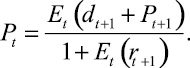 P_t = \frac{E_t (d_{t+1} + P_{t+1})}{1 + E_t (r_{t+1})}.